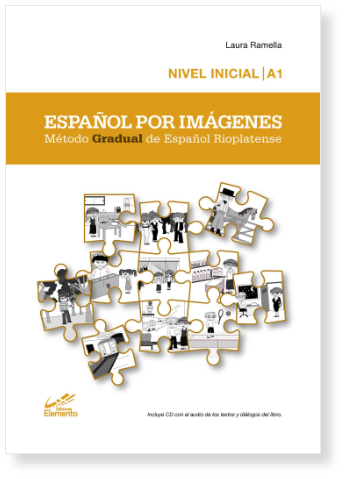 Laura Ramella
NIVEL INICIAL|A1
ESPAÑOL POR IMÁGENES
Método Gradual de Español Rioplatense
Ediciones
Elemento
Incluye CD con el audio de los textos y diálogos del libro.